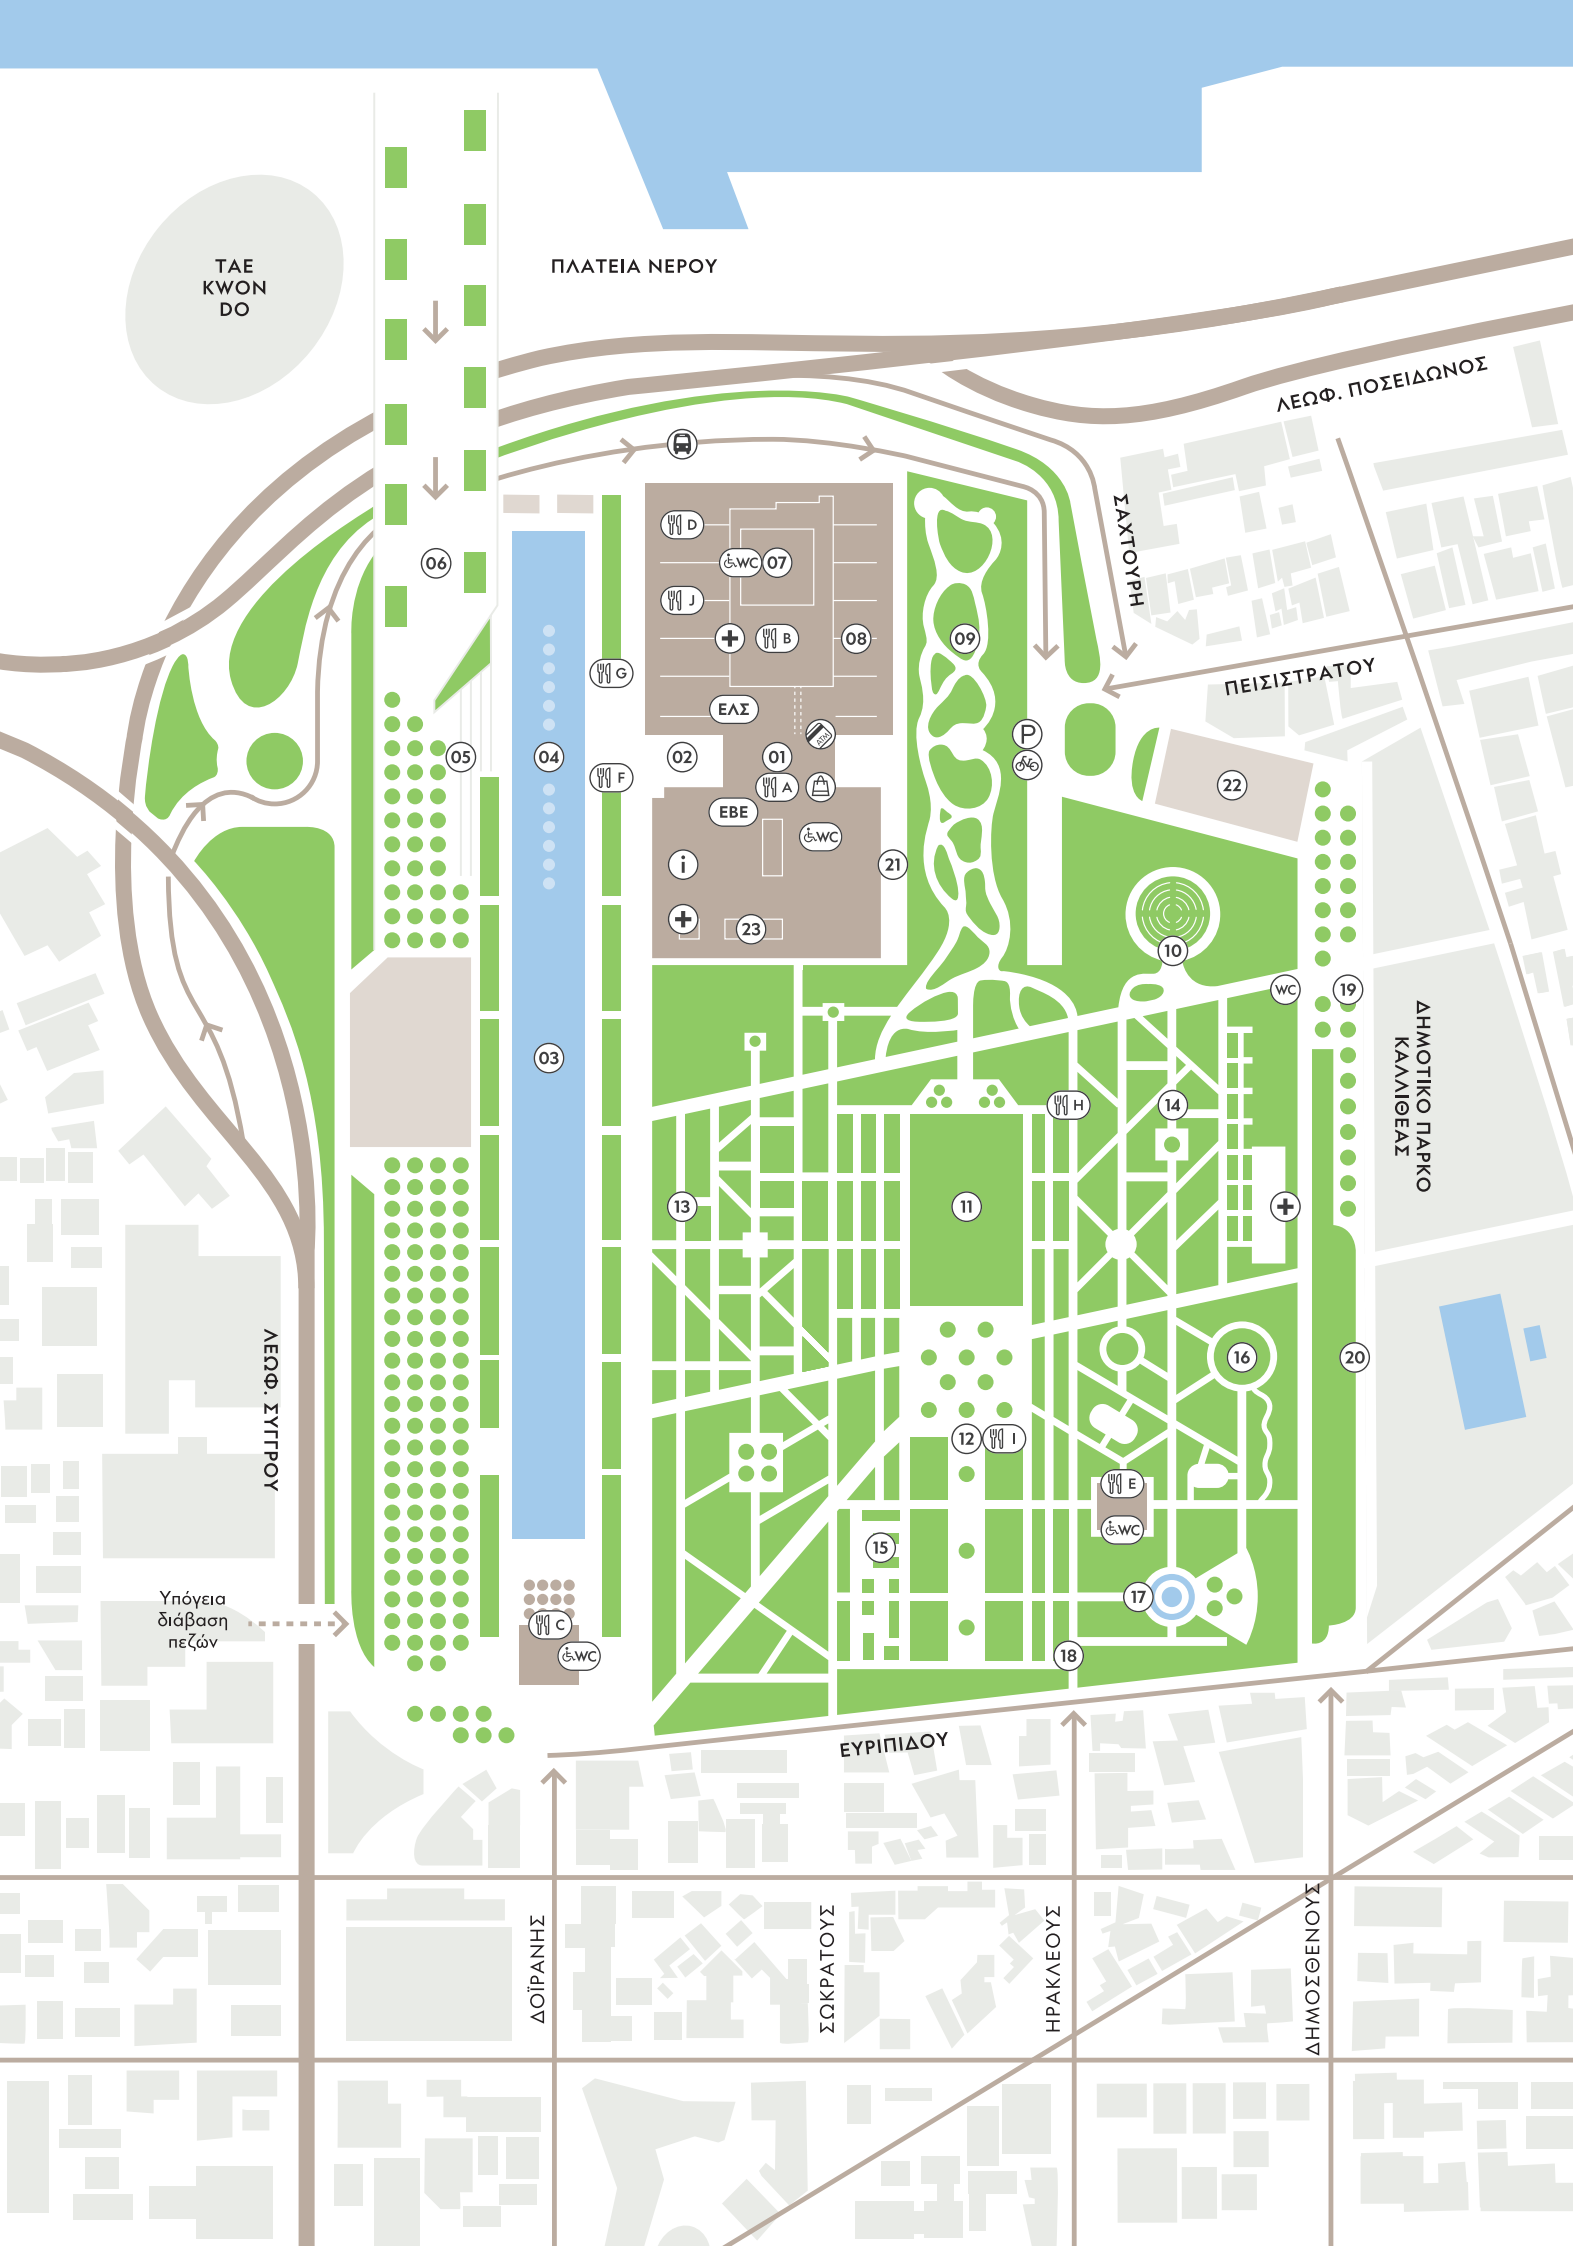 TAE
KWON
DO
ΠΛΑΤΕΙΑ ΝΕΡΟΥ
ΛΕΩΦ. ΠΟΣΕΙΔΩΝΟΣ
ΣΑΧΤΟΥΡΗ
D
06
WC
07
J
B
08
09
G
ΠΕΙΣΙΣΤΡΑΤΟΥ
ΕΛΣ
ATM
P
05
04
02
01
F
A
22
EBE
WC
i
21
23
10
WC
19
ΔΗΜΟΤΙΚΟ ΠΑΡΚΟ
ΚΑΛΛΙΘΕΑΣ
03
H
14
13
11
ΛΕΩΦ. ΣΥΓΓΡΟΥ
16
20
12
I
E
WC
15
Υπόγεια
διάβαση
πεζών
17
C
WC
18
ΕΥΡΙΠΙΔΟΥ
ΔΟΪΡΑΝΗΣ
ΣΩΚΡΑΤΟΥΣ
ΗΡΑΚΛΕΟΥΣ
ΔΗΜΟΣΘΕΝΟΥΣ